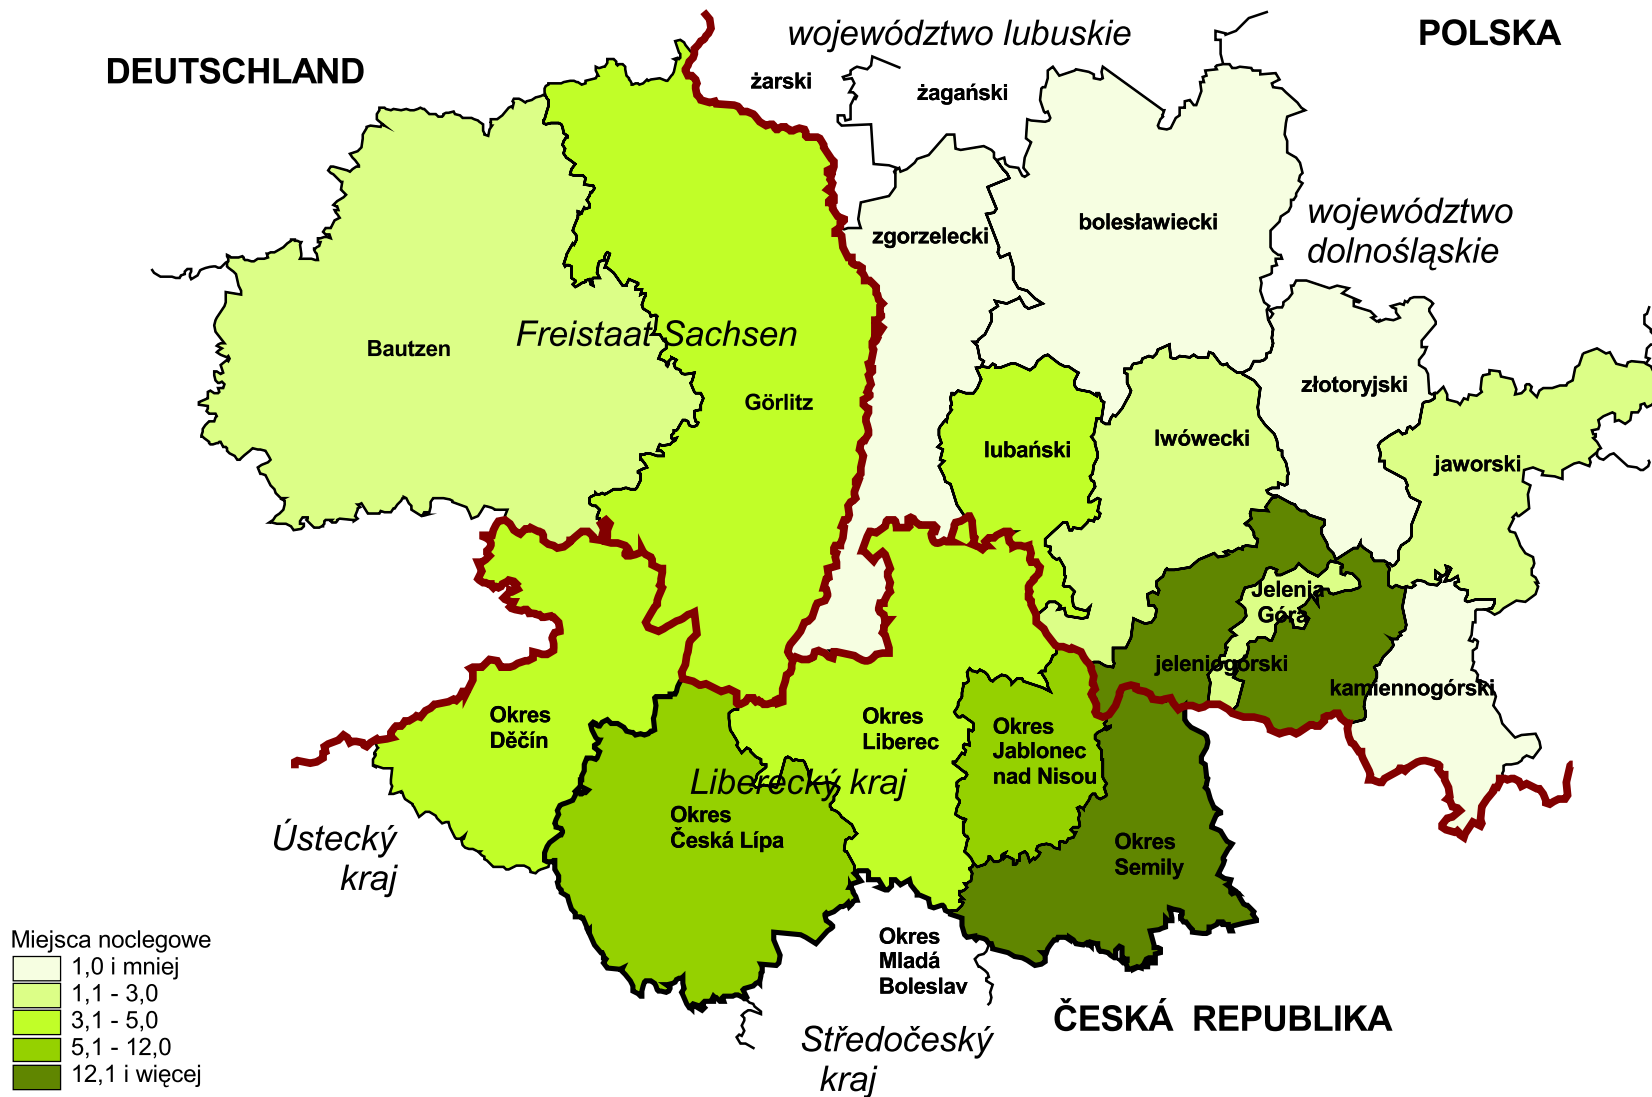 województwo lubuskie
POLSKA
DEUTSCHLAND
żarski
żagański
województwo
dolnośląskie
bolesławiecki
zgorzelecki
Freistaat Sachsen
Bautzen
złotoryjski
Görlitz
lwówecki
lubański
jaworski
Jelenia
Góra
jeleniogórski
kamiennogórski
Okres
Děčín
Okres
Liberec
Okres
Jablonec
nad Nisou
Liberecký kraj
Okres
Česká Lípa
Ústecký
kraj
Okres
Semily
Okres
Mladá
Boleslav
ČESKÁ REPUBLIKA
Středočeský
kraj
Miejsca noclegowe
1,0 i mniej
1,1 - 3,0
3,1 - 5,0
5,1 - 12,0
12,1 i więcej